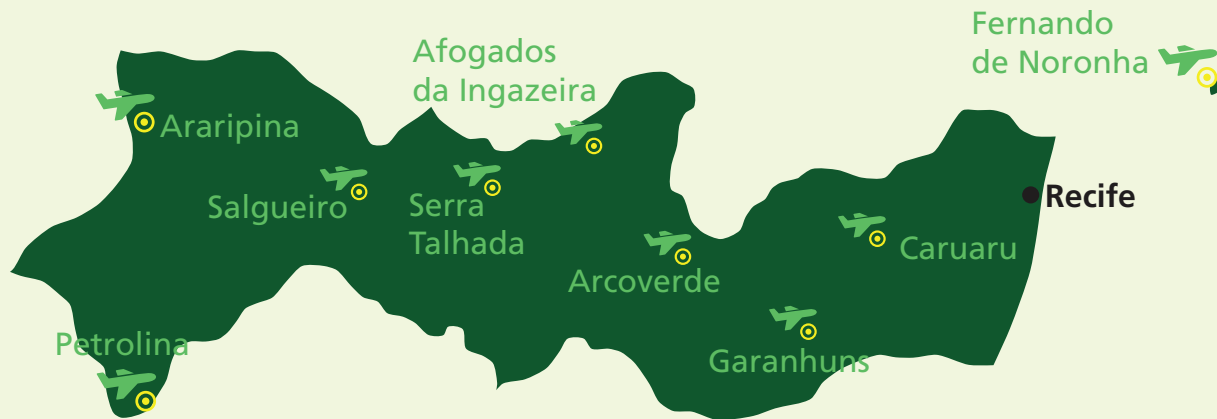 Fernando
de Noronha
Afogados
da Ingazeira
Araripina
Salgueiro
Serra
Talhada
Recife
Caruaru
Arcoverde
Petrolina
Garanhuns